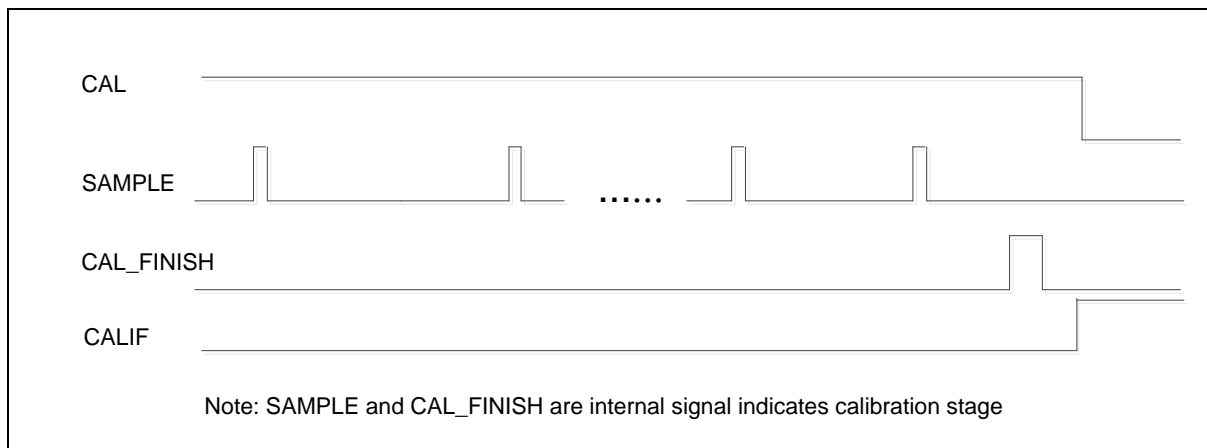 CAL
SAMPLE
......
CAL_FINISH
CALIF
Note: SAMPLE and CAL_FINISH are internal signal indicates calibration stage